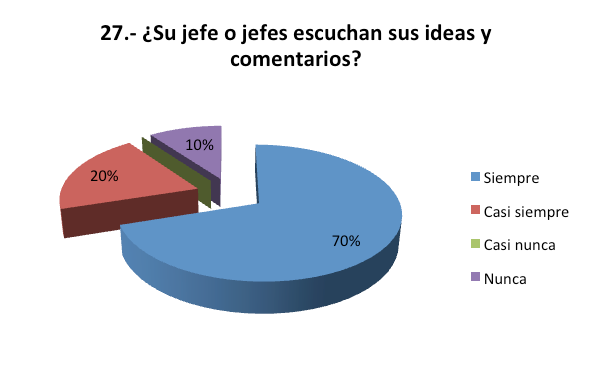 27.- ¿Su jefe o jefes escuchan sus ideas y
comentarios?
10%
20%
70%
Siempre
Casi siempre
Casi nunca
Nunca